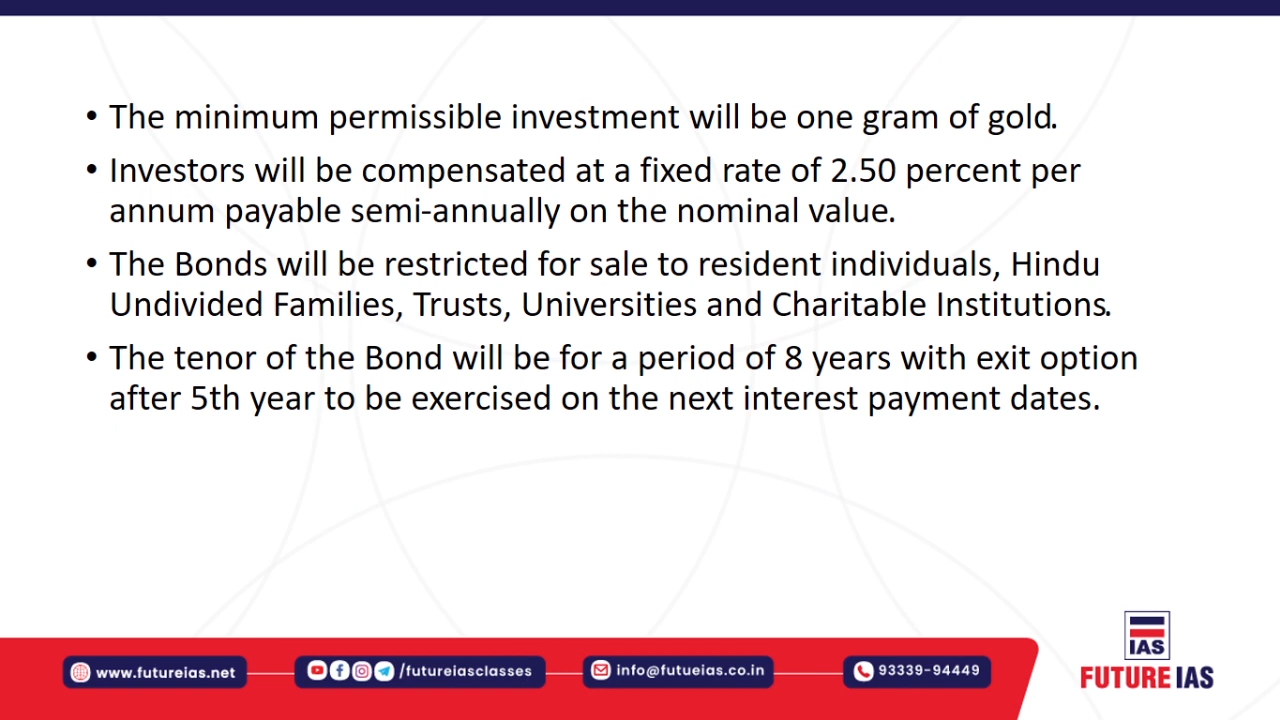 • The minimum permissible investment will be one gram of gold.
• Investors will be compensated at a fixed rate of 2.50 percent per
annum payable semi-annually on the nominal value.
• The Bonds will be restricted for sale to resident individuals, Hindu
Undivided Families, Trusts, Universities and Charitable Institutions.
• The tenor of the Bond will be for a period of 8 years with exit option
after 5th year to be exercised on the next interest payment dates.
IAS
www.futureias.net
/futureiasclasses
info@futueias.co.in
93339-94449
FUTURE IAS